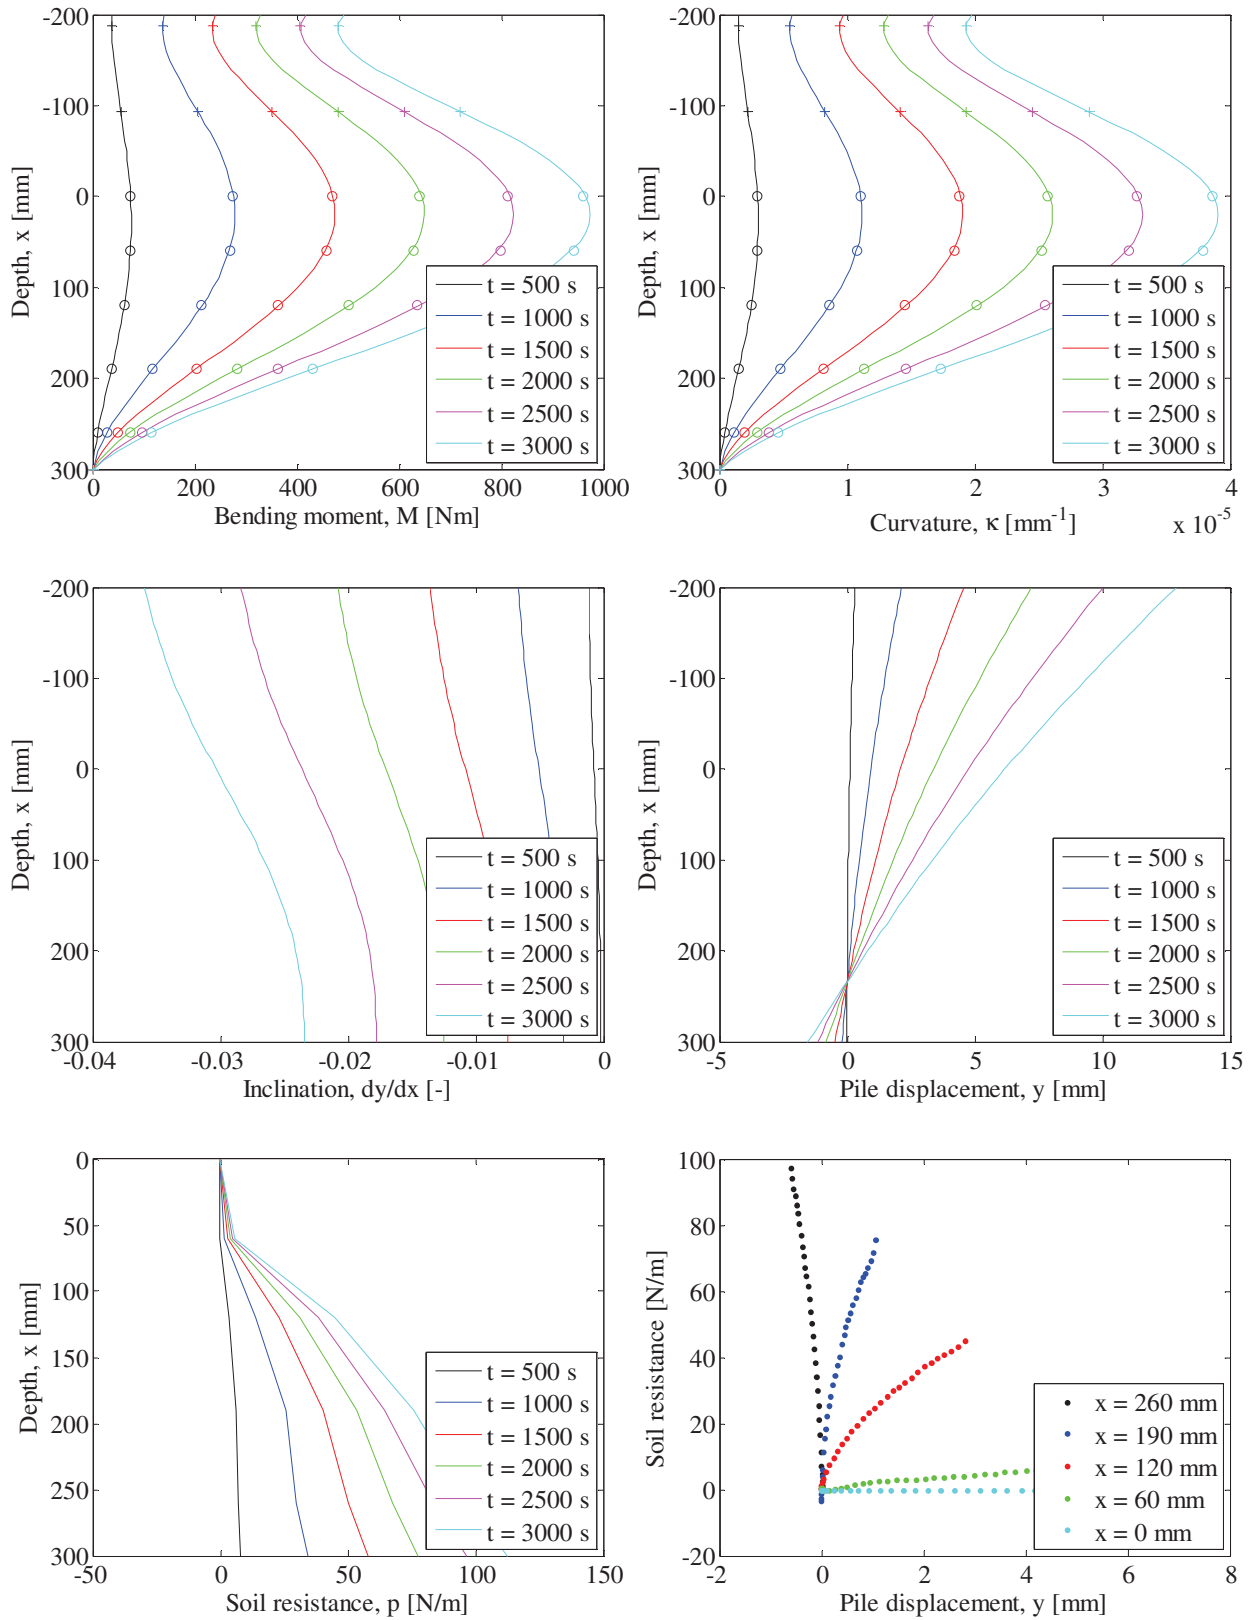 -200
-100
0
100
200
300
Depth, x [mm]
0 200 400 600 800 1000
Bending moment, M [Nm]
t = 500 s
t = 1000 s
t = 1500 s
t = 2000 s
t = 2500 s
t = 3000 s
-200
-100
0
100
200
300
Depth, x [mm]
0 1 2 3 4
Curvature, κ [mm⁻¹]
x 10⁻⁵
t = 500 s
t = 1000 s
t = 1500 s
t = 2000 s
t = 2500 s
t = 3000 s
-200
-100
0
100
200
300
Depth, x [mm]
-0.04 -0.03 -0.02 -0.01 0
Inclination, dy/dx [-]
t = 500 s
t = 1000 s
t = 1500 s
t = 2000 s
t = 2500 s
t = 3000 s
-200
-100
0
100
200
300
Depth, x [mm]
-5 0 5 10 15
Pile displacement, y [mm]
t = 500 s
t = 1000 s
t = 1500 s
t = 2000 s
t = 2500 s
t = 3000 s
0
50
100
150
200
250
300
Depth, x [mm]
-50 0 50 100 150
Soil resistance, p [N/m]
t = 500 s
t = 1000 s
t = 1500 s
t = 2000 s
t = 2500 s
t = 3000 s
100
80
60
40
20
0
-20
Soil resistance [N/m]
-2 0 2 4 6 8
Pile displacement, y [mm]
x = 260 mm
x = 190 mm
x = 120 mm
x = 60 mm
x = 0 mm